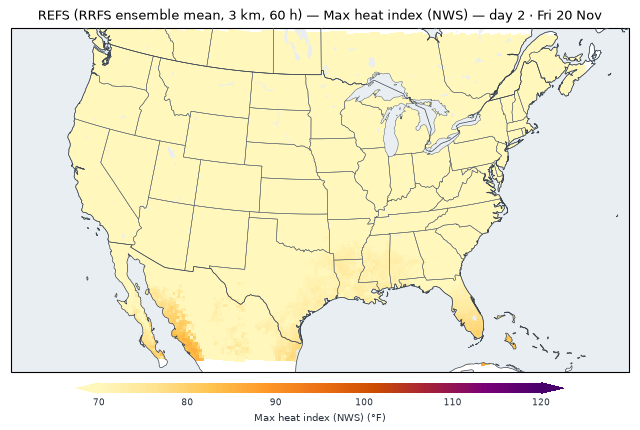 REFS (RRFS ensemble mean, 3 km, 60 h) — Max heat index (NWS) — day 2 · Fri 20 Nov
70 80 90 100 110 120
Max heat index (NWS) (°F)